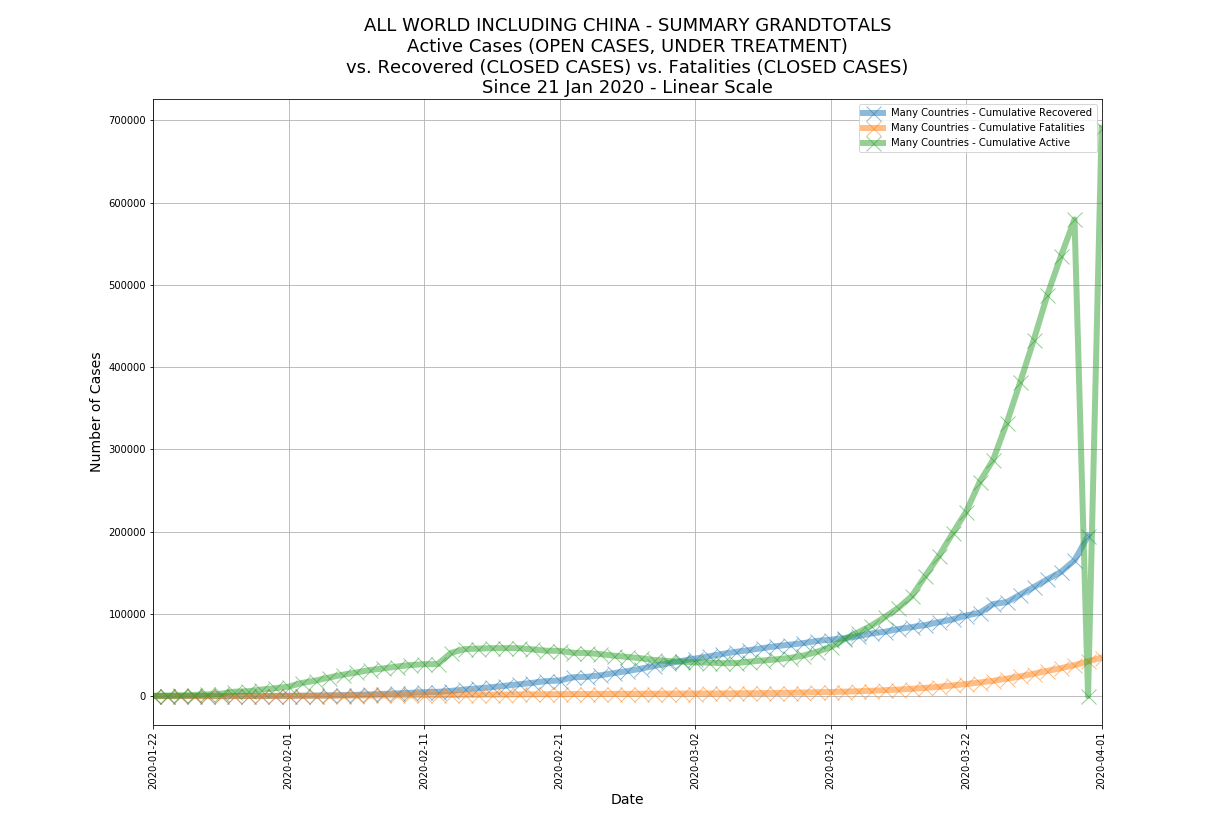 ALL WORLD INCLUDING CHINA - SUMMARY GRANDTOTALS
Active Cases (OPEN CASES, UNDER TREATMENT)
vs. Recovered (CLOSED CASES) vs. Fatalities (CLOSED CASES)
Since 21 Jan 2020 - Linear Scale
Many Countries - Cumulative Recovered
Many Countries - Cumulative Fatalities
Many Countries - Cumulative Active
Number of Cases
700000
600000
500000
400000
300000
200000
100000
0
2020-01-22
2020-02-01
2020-02-11
2020-02-21
2020-03-02
2020-03-12
2020-03-22
2020-04-01
Date